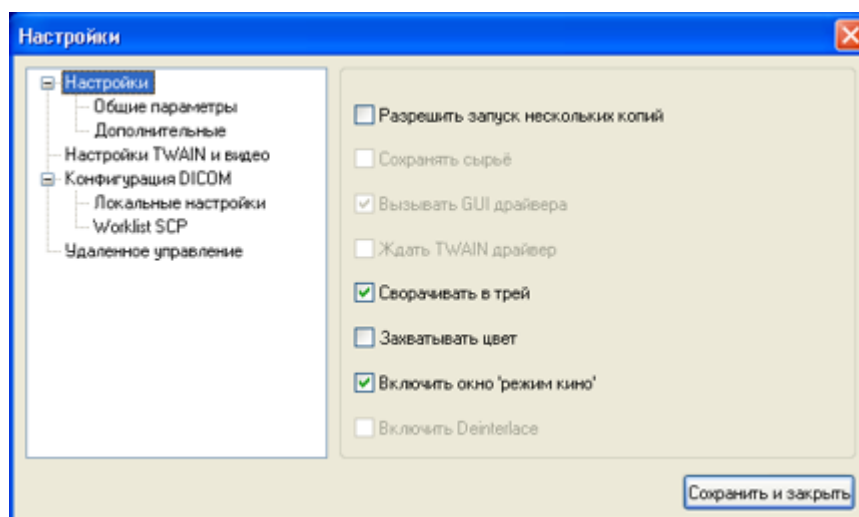 Настройки
Настройки
Общие параметры
Дополнительные
Настройки TWAIN и видео
Конфигурация DICOM
Локальные настройки
Worklist SCP
Удаленное управление
Разрешить запуск нескольких копий
Сохранять сырьё
Вызывать GUI драйвера
Ждать TWAIN драйвер
Сворачивать в трей
Захватывать цвет
Включить окно 'режим кино'
Включить Deinterlace
Сохранить и закрыть